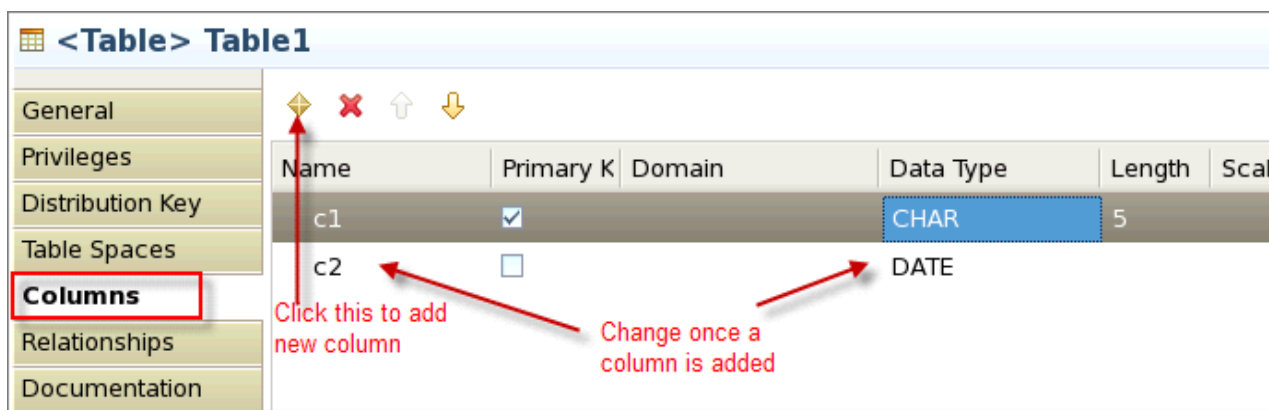 <Table> Table1
General
Privileges
Distribution Key
Table Spaces
Columns
Relationships
Documentation
Name Primary K Domain Data Type Length Scal
c1 CHAR 5
c2 DATE
Click this to add
new column
Change once a
column is added